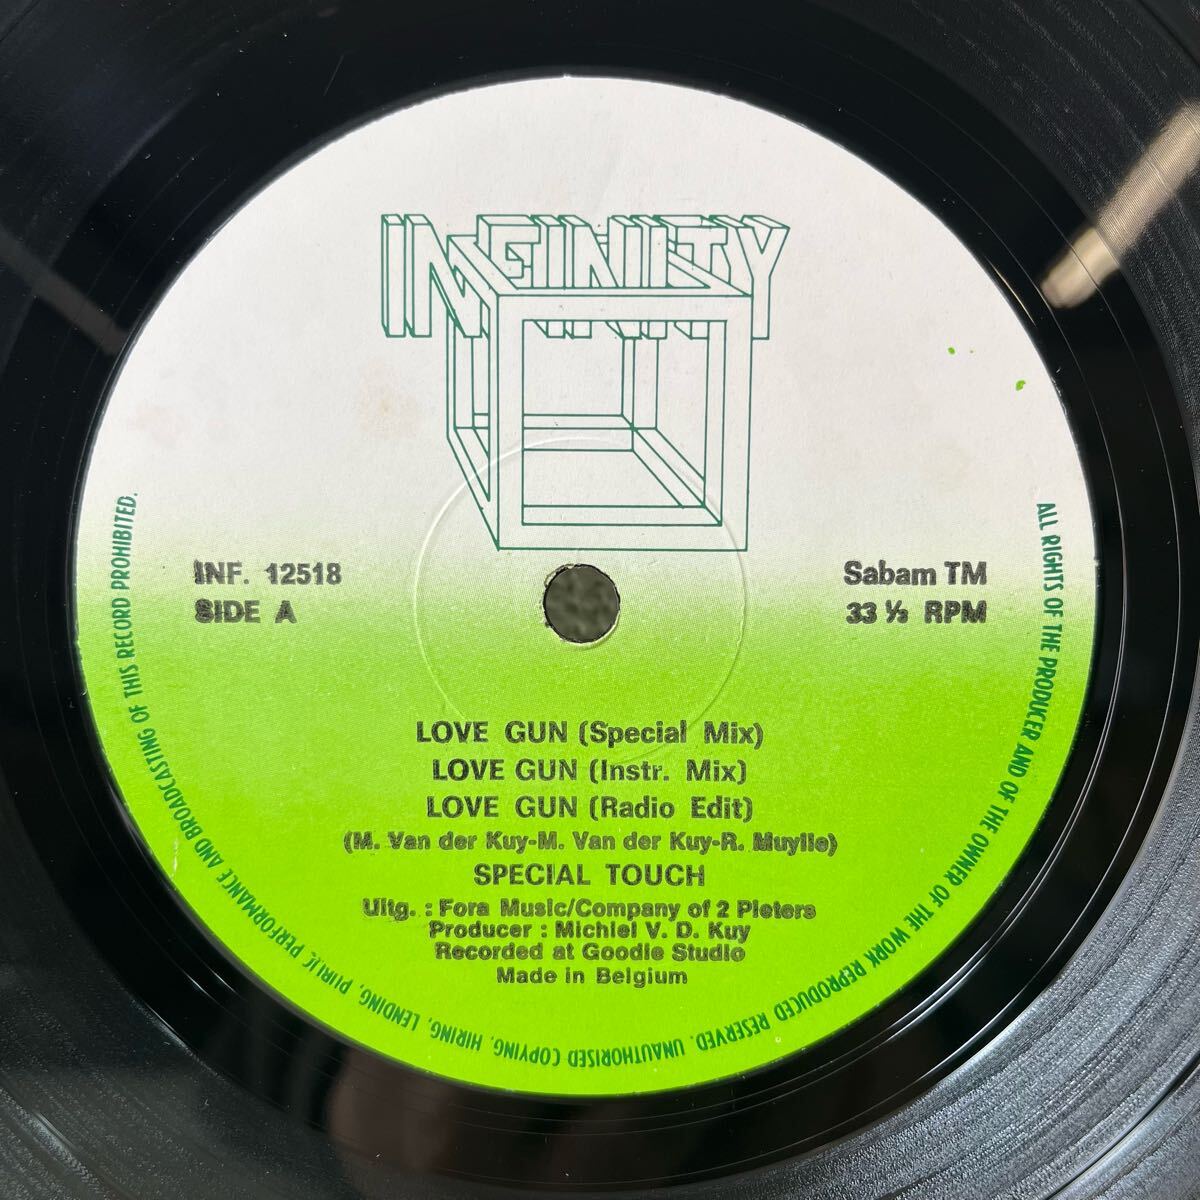 INFINITY
INF. 12518
SIDE A
Sabam TM
33 ⅓ RPM
LOVE GUN (Special Mix)
LOVE GUN (Instr. Mix)
LOVE GUN (Radio Edit)
(M. Van der Kuy-M. Van der Kuy-R. Muylle)
SPECIAL TOUCH
Uitg. : Fora Music/Company of 2 Pieters
Producer : Michiel V. D. Kuy
Recorded at Goodie Studio
Made in Belgium
ALL RIGHTS OF THE PRODUCER AND OF THE OWNER OF THE WORK REPRODUCED RESERVED. UNAUTHORISED COPYING, HIRING, LENDING, PUBLIC PERFORMANCE AND BROADCASTING OF THIS RECORD PROHIBITED.